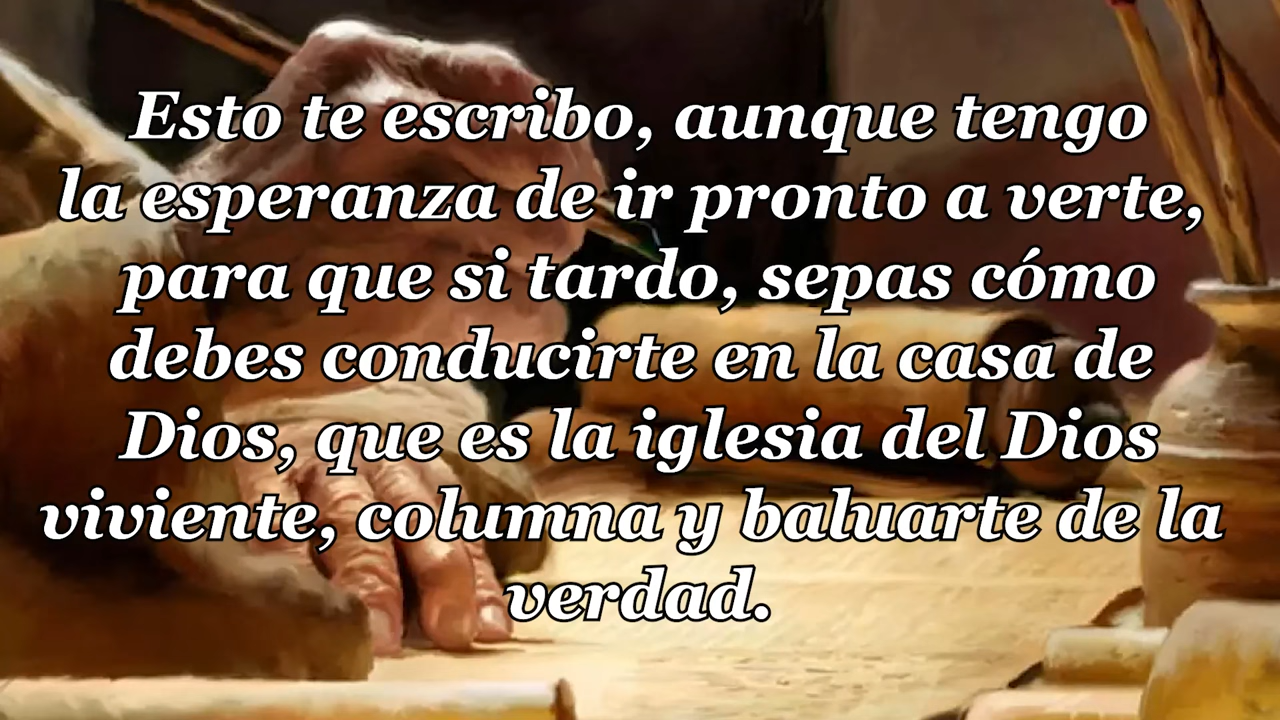 Esto te escribo, aunque tengo
la esperanza de ir pronto a verte,
para que si tardo, sepas cómo
debes conducirte en la casa de
Dios, que es la iglesia del Dios
viviente, columna y baluarte de la
verdad.